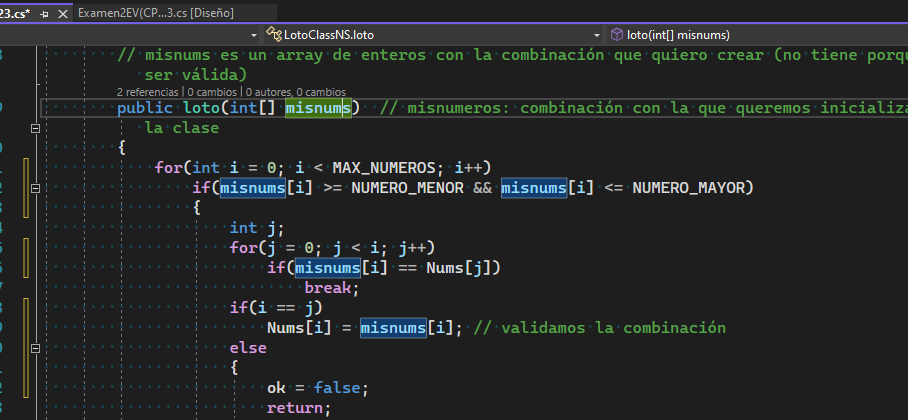 23.cs*
Examen2EV(CP...3.cs [Diseño]
LotoClassNS.loto
loto(int[] misnums)
// misnums es un array de enteros con la combinación que quiero crear (no tiene porq
ser válida)
2 referencias | 0 cambios | 0 autores, 0 cambios
public loto(int[] misnums) // misnumeros: combinación con la que queremos inicializa
la clase
{
for(int i = 0; i < MAX_NUMEROS; i++)
if(misnums[i] >= NUMERO_MENOR && misnums[i] <= NUMERO_MAYOR)
{
int j;
for(j = 0; j < i; j++)
if(misnums[i] == Nums[j])
break;
if(i == j)
Nums[i] = misnums[i]; // validamos la combinación
else
{
ok = false;
return;